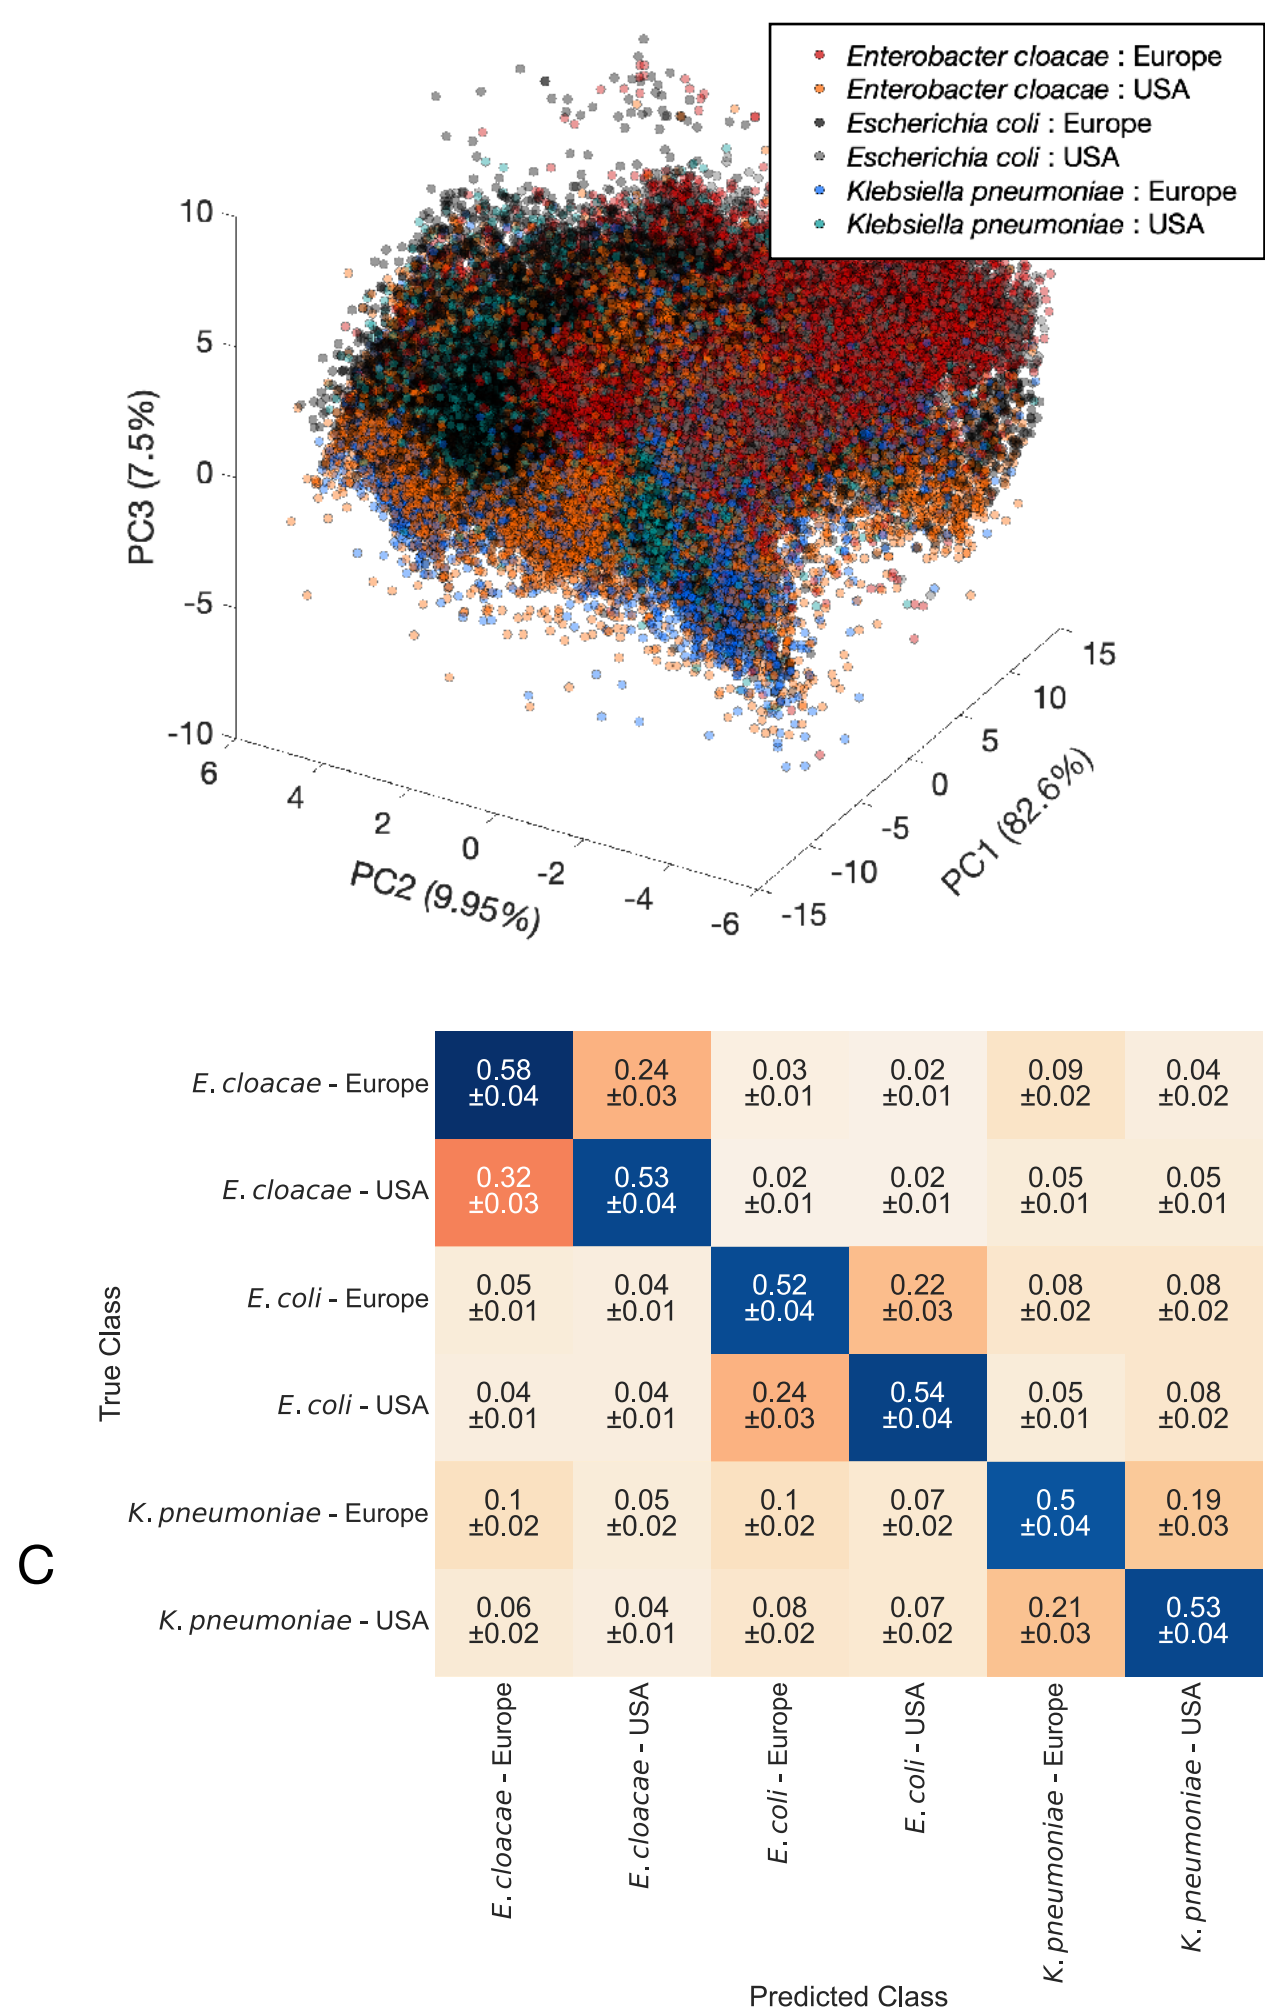 Enterobacter cloacae : Europe
Enterobacter cloacae : USA
Escherichia coli : Europe
Escherichia coli : USA
Klebsiella pneumoniae : Europe
Klebsiella pneumoniae : USA
10
5
0
-5
-10
PC3 (7.5%)
6
4
2
0
-2
-4
-6
PC2 (9.95%)
-15
-10
-5
0
5
10
15
PC1 (82.6%)
C
True Class
E. cloacae - Europe
0.58 0.24 0.03 0.02 0.09 0.04
±0.04 ±0.03 ±0.01 ±0.01 ±0.02 ±0.02
E. cloacae - USA
0.32 0.53 0.02 0.02 0.05 0.05
±0.03 ±0.04 ±0.01 ±0.01 ±0.01 ±0.01
E. coli - Europe
0.05 0.04 0.52 0.22 0.08 0.08
±0.01 ±0.01 ±0.04 ±0.03 ±0.02 ±0.02
E. coli - USA
0.04 0.04 0.24 0.54 0.05 0.08
±0.01 ±0.01 ±0.03 ±0.04 ±0.01 ±0.02
K. pneumoniae - Europe
0.1 0.05 0.1 0.07 0.5 0.19
±0.02 ±0.02 ±0.02 ±0.02 ±0.04 ±0.03
K. pneumoniae - USA
0.06 0.04 0.08 0.07 0.21 0.53
±0.02 ±0.01 ±0.02 ±0.02 ±0.03 ±0.04
E. cloacae - Europe
E. cloacae - USA
E. coli - Europe
E. coli - USA
K. pneumoniae - Europe
K. pneumoniae - USA
Predicted Class